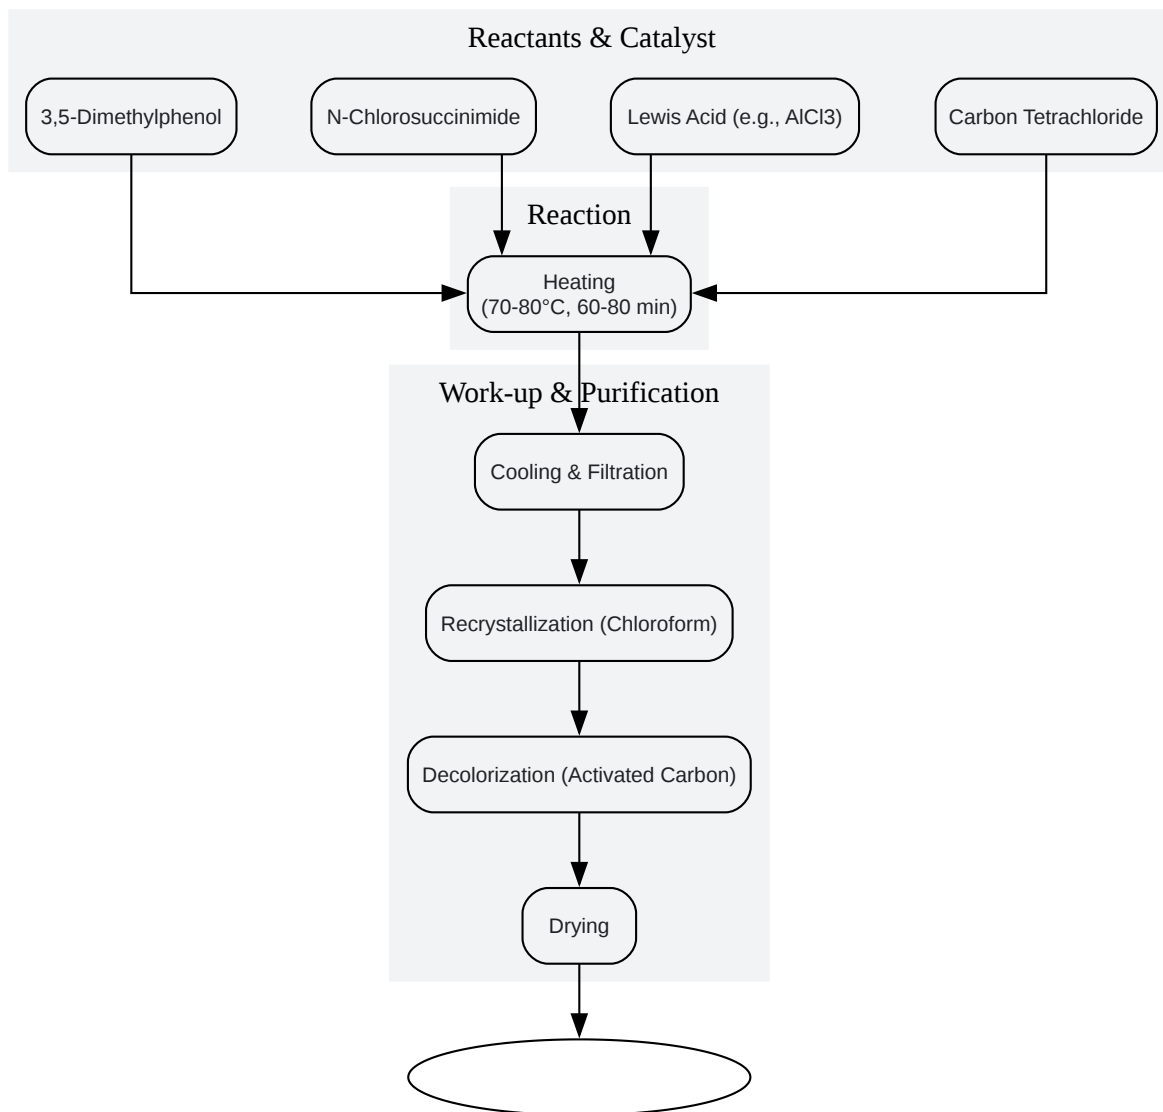 Reactants & Catalyst
3,5-Dimethylphenol
N-Chlorosuccinimide
Lewis Acid (e.g., AlCl3)
Carbon Tetrachloride
Reaction
Heating
(70-80°C, 60-80 min)
Work-up & Purification
Cooling & Filtration
Recrystallization (Chloroform)
Decolorization (Activated Carbon)
Drying